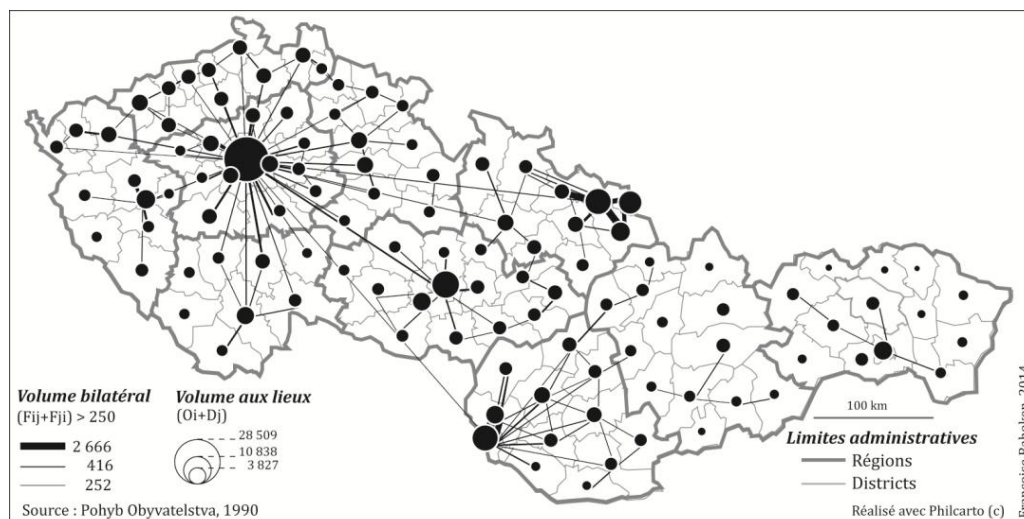 Volume bilatéral
(Fij+Fji) > 250
2 666
416
252
Volume aux lieux
(Oi+Dj)
28 509
10 838
3 827
Source : Pohyb Obyvatelstva, 1990
100 km
Limites administratives
Régions
Districts
Réalisé avec Philcarto (c)
2014